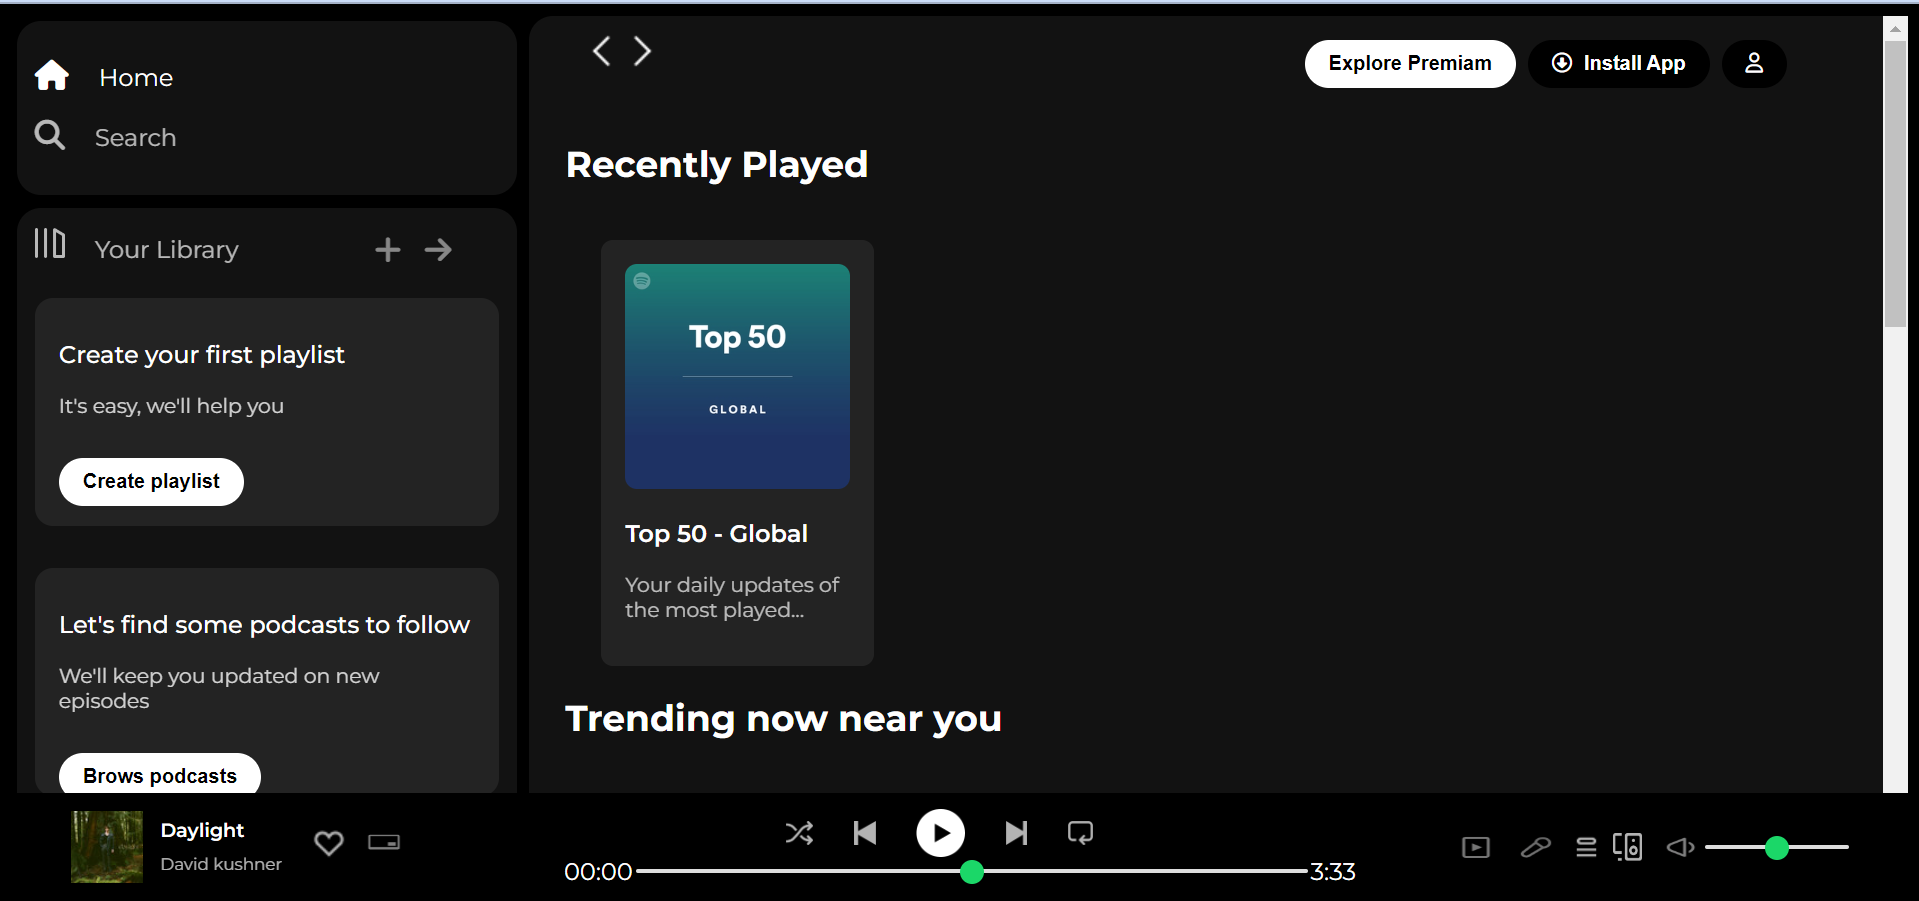 Home
Search
Your Library
Create your first playlist
It's easy, we'll help you
Create playlist
Let's find some podcasts to follow
We'll keep you updated on new
episodes
Brows podcasts
Explore Premiam
Install App
Recently Played
Top 50
GLOBAL
Top 50 - Global
Your daily updates of
the most played...
Trending now near you
Daylight
David kushner
00:00
3:33